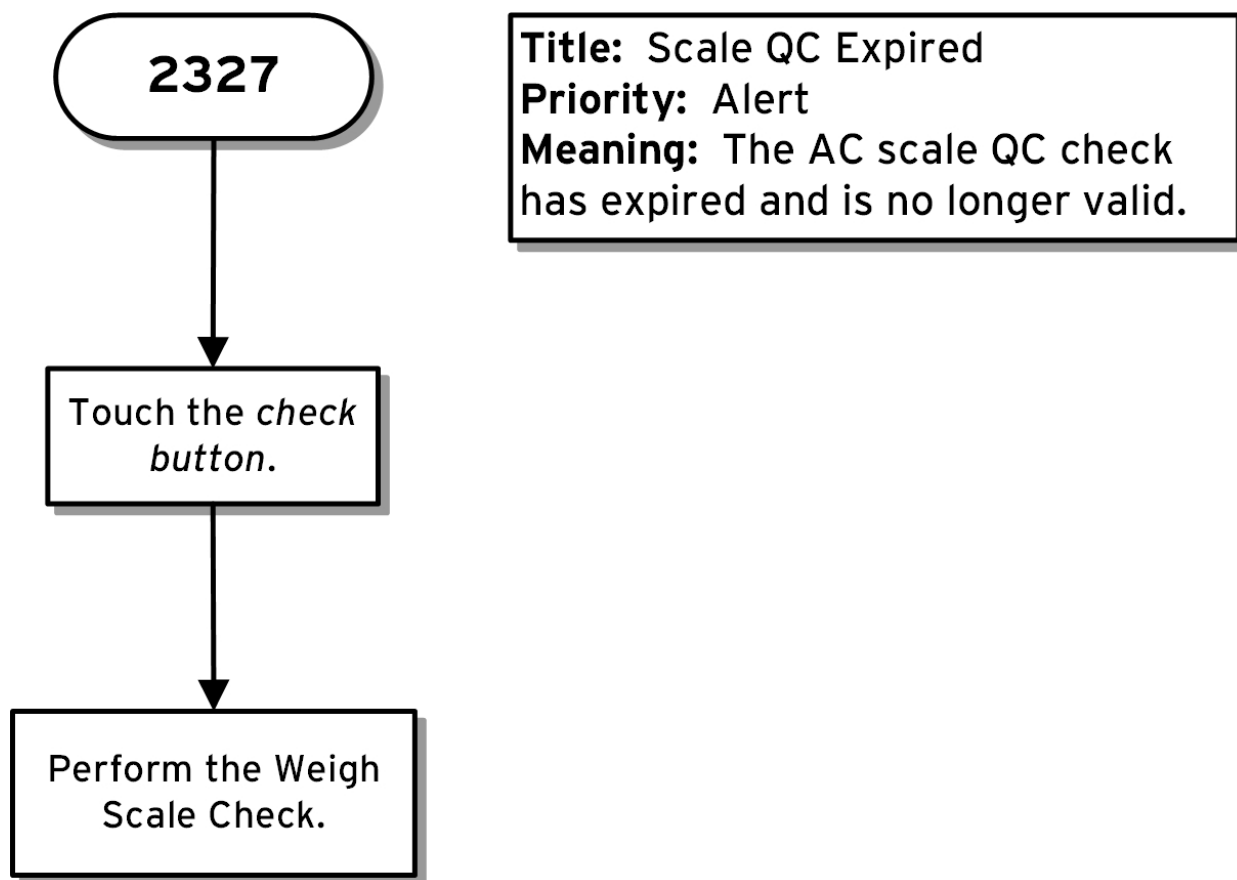 2327
Title: Scale QC Expired
Priority: Alert
Meaning: The AC scale QC check
has expired and is no longer valid.
Touch the check
button.
Perform the Weigh
Scale Check.